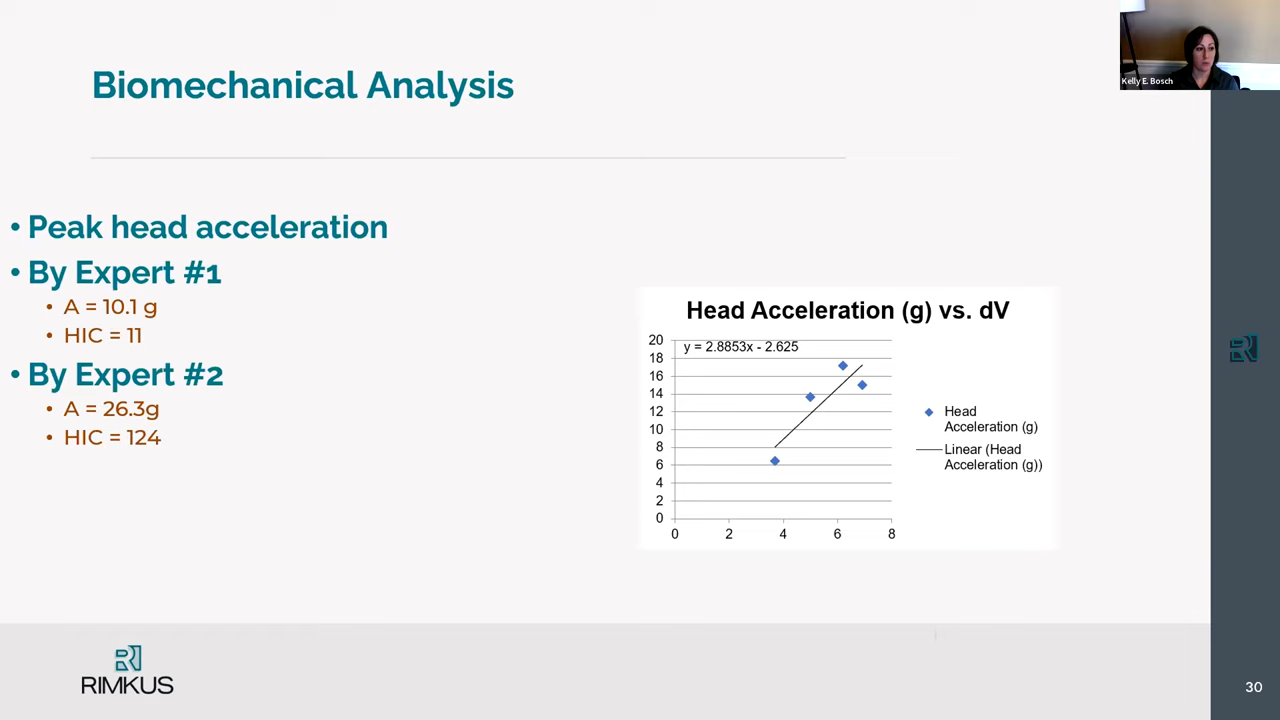 Kelly E. Bosch
Biomechanical Analysis
• Peak head acceleration
• By Expert #1
• A = 10.1 g
• HIC = 11
• By Expert #2
• A = 26.3g
• HIC = 124
Head Acceleration (g) vs. dV
y = 2.8853x - 2.625
20
18
16
14
12
10
8
6
4
2
0
0 2 4 6 8
Head
Acceleration (g)
Linear (Head
Acceleration (g))
RIMKUS
30